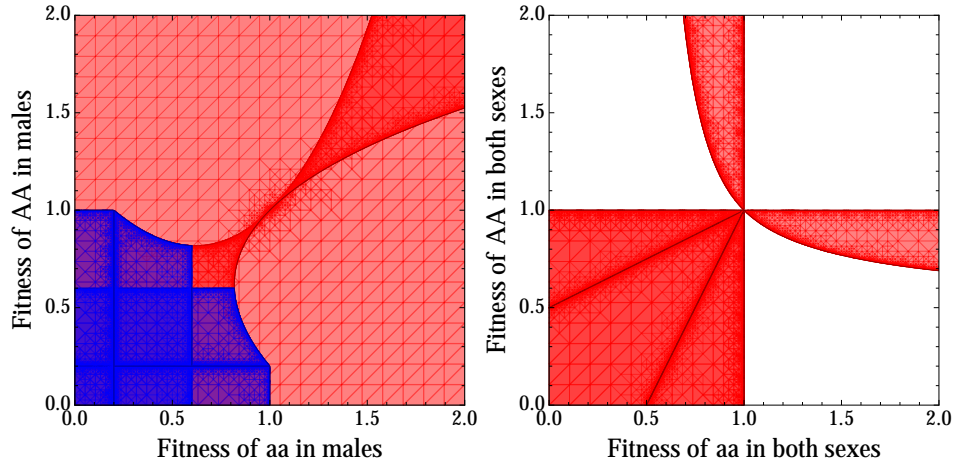 2.0
1.5
1.0
0.5
0.0
Fitness of AA in males
0.0 0.5 1.0 1.5 2.0
Fitness of aa in males
2.0
1.5
1.0
0.5
0.0
Fitness of AA in both sexes
0.0 0.5 1.0 1.5 2.0
Fitness of aa in both sexes